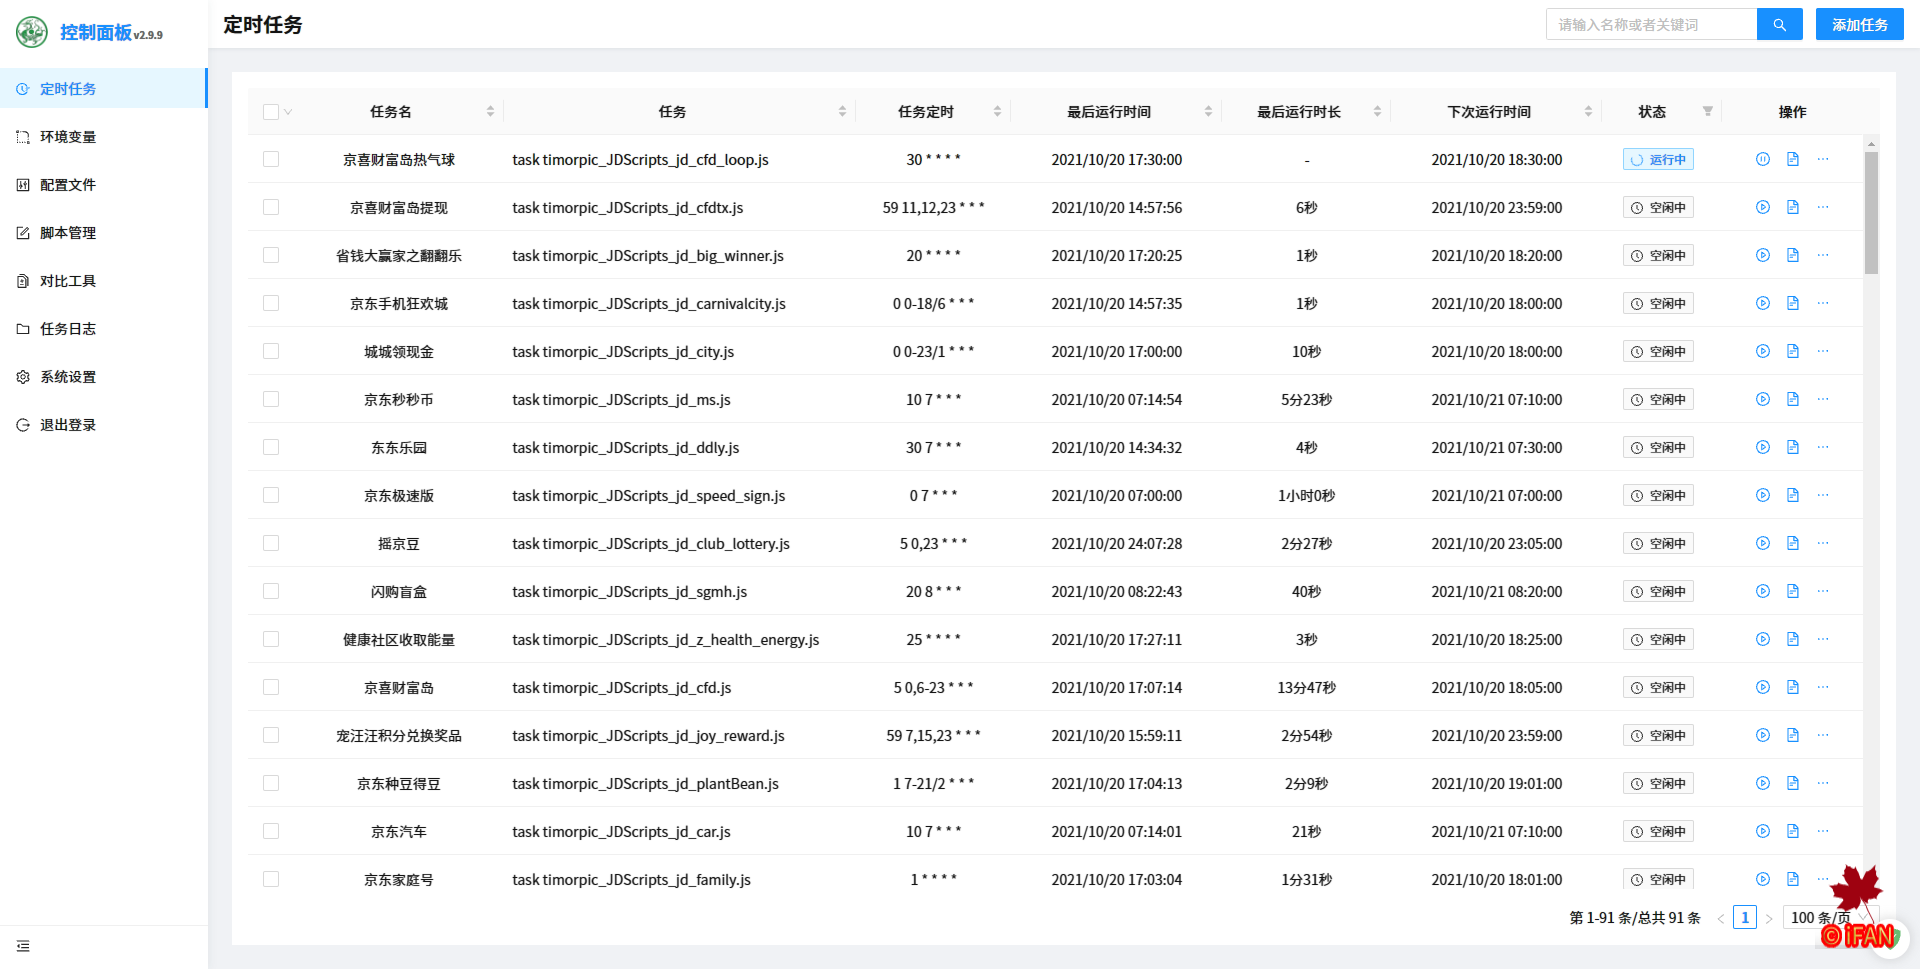 控制面板 v2.9.9
定时任务
环境变量
配置文件
脚本管理
对比工具
任务日志
系统设置
退出登录
定时任务
请输入名称或者关键词
添加任务
任务名 任务 任务定时 最后运行时间 最后运行时长 下次运行时间 状态 操作
京喜财富岛热气球 task timorpic_JDScripts_jd_cfd_loop.js 30 * * * * 2021/10/20 17:30:00 - 2021/10/20 18:30:00 运行中
京喜财富岛提现 task timorpic_JDScripts_jd_cfdtx.js 59 11,12,23 * * * 2021/10/20 14:57:56 6秒 2021/10/20 23:59:00 空闲中
省钱大赢家之翻翻乐 task timorpic_JDScripts_jd_big_winner.js 20 * * * * 2021/10/20 17:20:25 1秒 2021/10/20 18:20:00 空闲中
京东手机狂欢城 task timorpic_JDScripts_jd_carnivalcity.js 0 0-18/6 * * * 2021/10/20 14:57:35 1秒 2021/10/20 18:00:00 空闲中
城城领现金 task timorpic_JDScripts_jd_city.js 0 0-23/1 * * * 2021/10/20 17:00:00 10秒 2021/10/20 18:00:00 空闲中
京东秒秒币 task timorpic_JDScripts_jd_ms.js 10 7 * * * 2021/10/20 07:14:54 5分23秒 2021/10/21 07:10:00 空闲中
东东乐园 task timorpic_JDScripts_jd_ddly.js 30 7 * * * 2021/10/20 14:34:32 4秒 2021/10/21 07:30:00 空闲中
京东极速版 task timorpic_JDScripts_jd_speed_sign.js 0 7 * * * 2021/10/20 07:00:00 1小时0秒 2021/10/21 07:00:00 空闲中
摇京豆 task timorpic_JDScripts_jd_club_lottery.js 5 0,23 * * * 2021/10/20 24:07:28 2分27秒 2021/10/20 23:05:00 空闲中
闪购盲盒 task timorpic_JDScripts_jd_sgmh.js 20 8 * * * 2021/10/20 08:22:43 40秒 2021/10/21 08:20:00 空闲中
健康社区收取能量 task timorpic_JDScripts_jd_z_health_energy.js 25 * * * * 2021/10/20 17:27:11 3秒 2021/10/20 18:25:00 空闲中
京喜财富岛 task timorpic_JDScripts_jd_cfd.js 5 0,6-23 * * * 2021/10/20 17:07:14 13分47秒 2021/10/20 18:05:00 空闲中
宠汪汪积分兑换奖品 task timorpic_JDScripts_jd_joy_reward.js 59 7,15,23 * * * 2021/10/20 15:59:11 2分54秒 2021/10/20 23:59:00 空闲中
京东种豆得豆 task timorpic_JDScripts_jd_plantBean.js 1 7-21/2 * * * 2021/10/20 17:04:13 2分9秒 2021/10/20 19:01:00 空闲中
京东汽车 task timorpic_JDScripts_jd_car.js 10 7 * * * 2021/10/20 07:14:01 21秒 2021/10/21 07:10:00 空闲中
京东家庭号 task timorpic_JDScripts_jd_family.js 1 * * * * 2021/10/20 17:03:04 1分31秒 2021/10/20 18:01:00 空闲中
第 1-91 条/总共 91 条 < 1 > 100 条/页
© iFAN